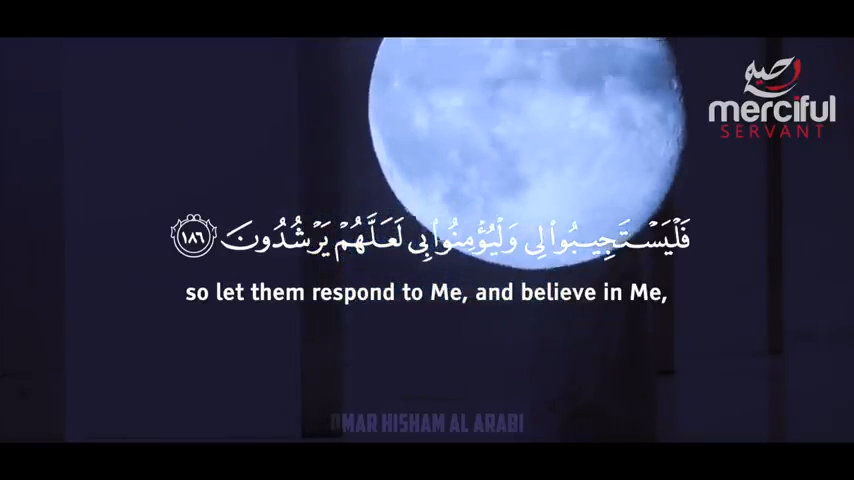 رحيم
merciful
SERVANT
فَلْيَسْتَجِيبُوا۟ لِى وَلْيُؤْمِنُوا۟ بِى لَعَلَّهُمْ يَرْشُدُونَ ١٨٦
so let them respond to Me, and believe in Me,
OMAR HISHAM AL ARABI